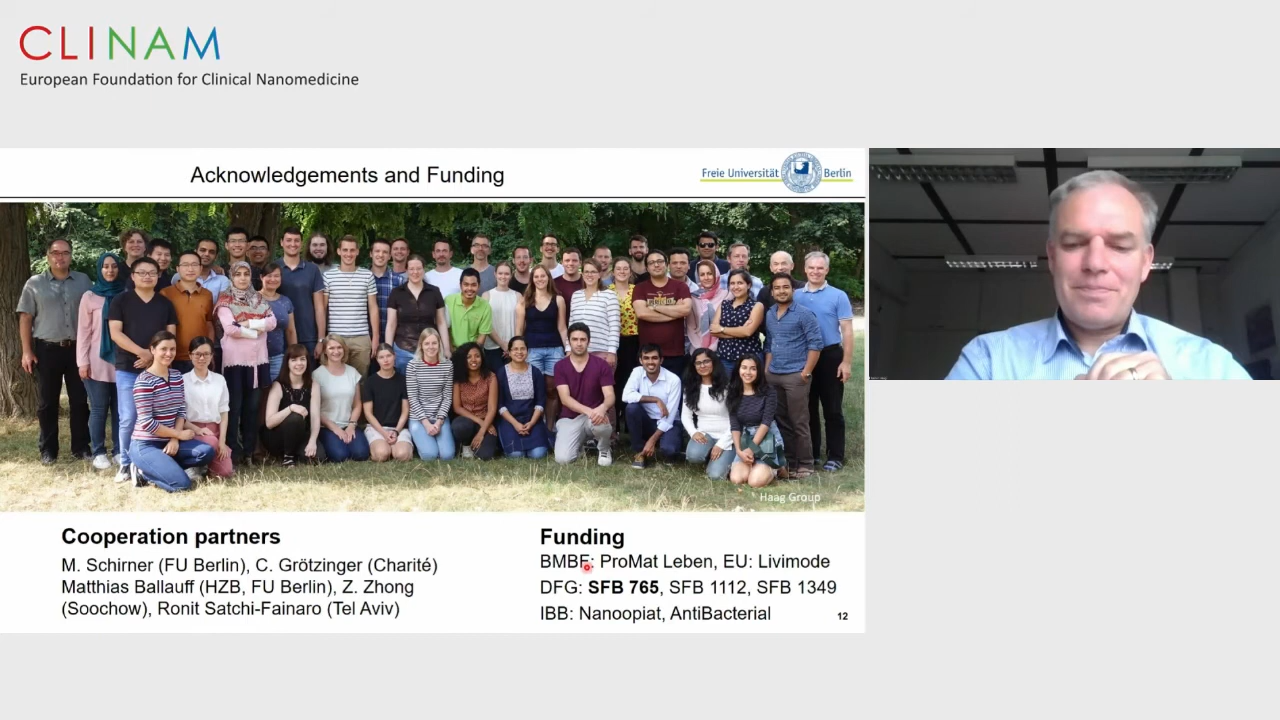 CLINAM
European Foundation for Clinical Nanomedicine
Acknowledgements and Funding
Freie Universität Berlin
Haag Group
Cooperation partners
M. Schirner (FU Berlin), C. Grötzinger (Charité)
Matthias Ballauff (HZB, FU Berlin), Z. Zhong
(Soochow), Ronit Satchi-Fainaro (Tel Aviv)
Funding
BMBF: ProMat Leben, EU: Livimode
DFG: SFB 765, SFB 1112, SFB 1349
IBB: Nanoopiat, AntiBacterial
12